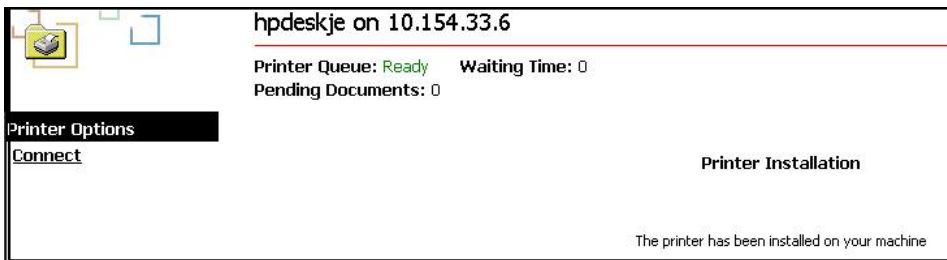 hpdeskje on 10.154.33.6
Printer Queue: Ready Waiting Time: 0
Pending Documents: 0
Printer Options
Connect
Printer Installation
The printer has been installed on your machine